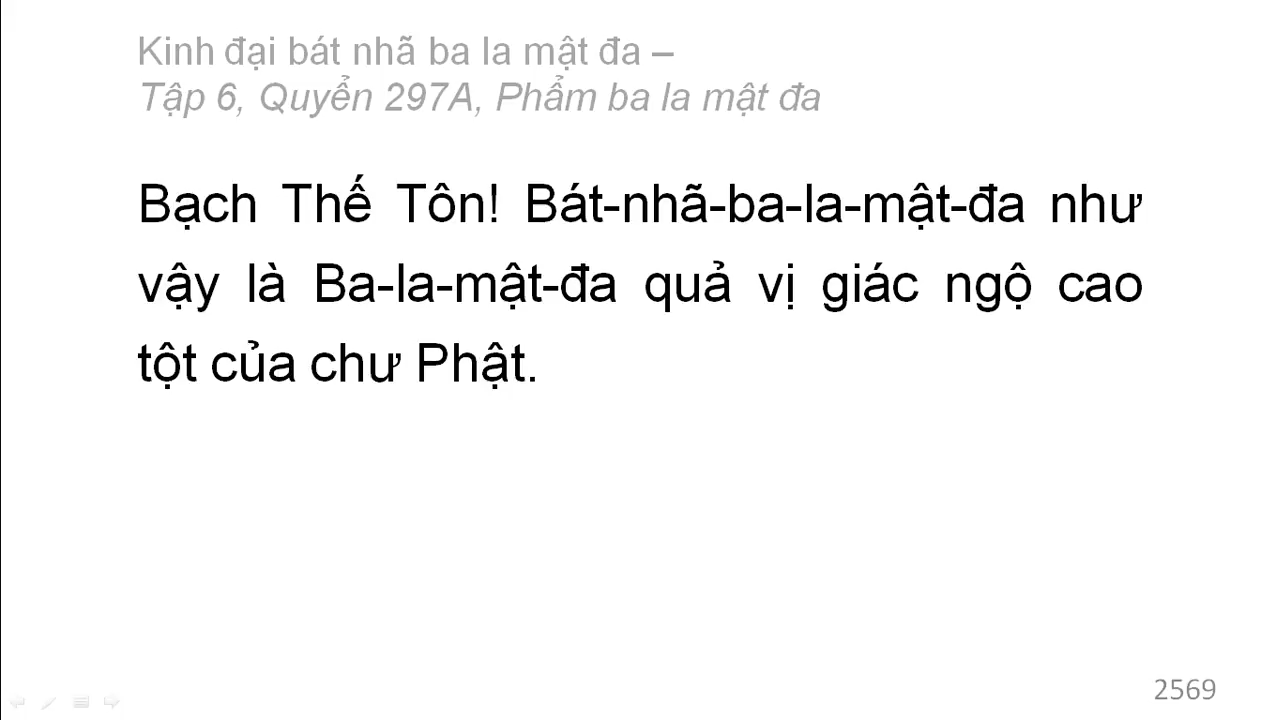 Kinh đại bát nhã ba la mật đa –
Tập 6, Quyển 297A, Phẩm ba la mật đa
Bạch Thế Tôn! Bát-nhã-ba-la-mật-đa như
vậy là Ba-la-mật-đa quả vị giác ngộ cao
tột của chư Phật.
2569